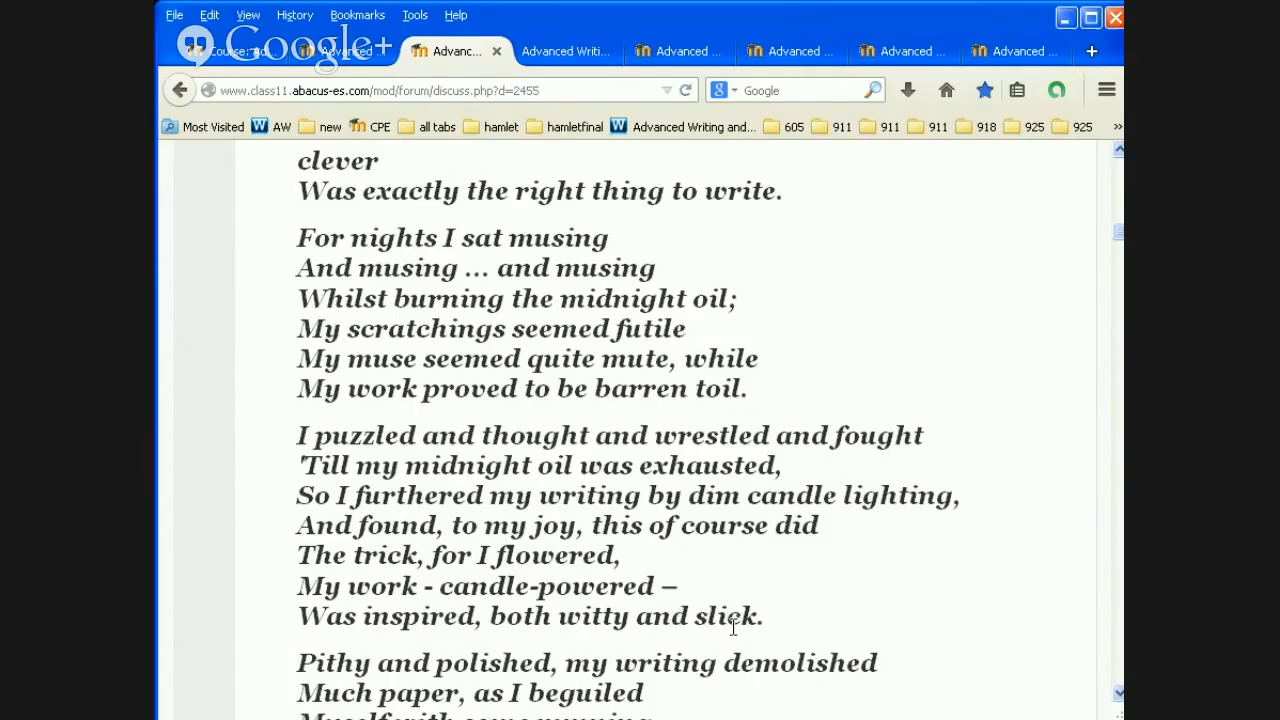 File Edit View History Bookmarks Tools Help
Google+
Advanc... Advanced Writi... Advanced ... Advanced ... Advanced ... Advanced ...
www.class11.abacus-es.com/mod/forum/discuss.php?d=2455 Google
Most Visited AW new CPE all tabs hamlet hamletfinal Advanced Writing and... 605 911 911 911 918 925 925 »
clever
Was exactly the right thing to write.
For nights I sat musing
And musing ... and musing
Whilst burning the midnight oil;
My scratchings seemed futile
My muse seemed quite mute, while
My work proved to be barren toil.
I puzzled and thought and wrestled and fought
'Till my midnight oil was exhausted,
So I furthered my writing by dim candle lighting,
And found, to my joy, this of course did
The trick, for I flowered,
My work - candle-powered –
Was inspired, both witty and slick.
Pithy and polished, my writing demolished
Much paper, as I beguiled